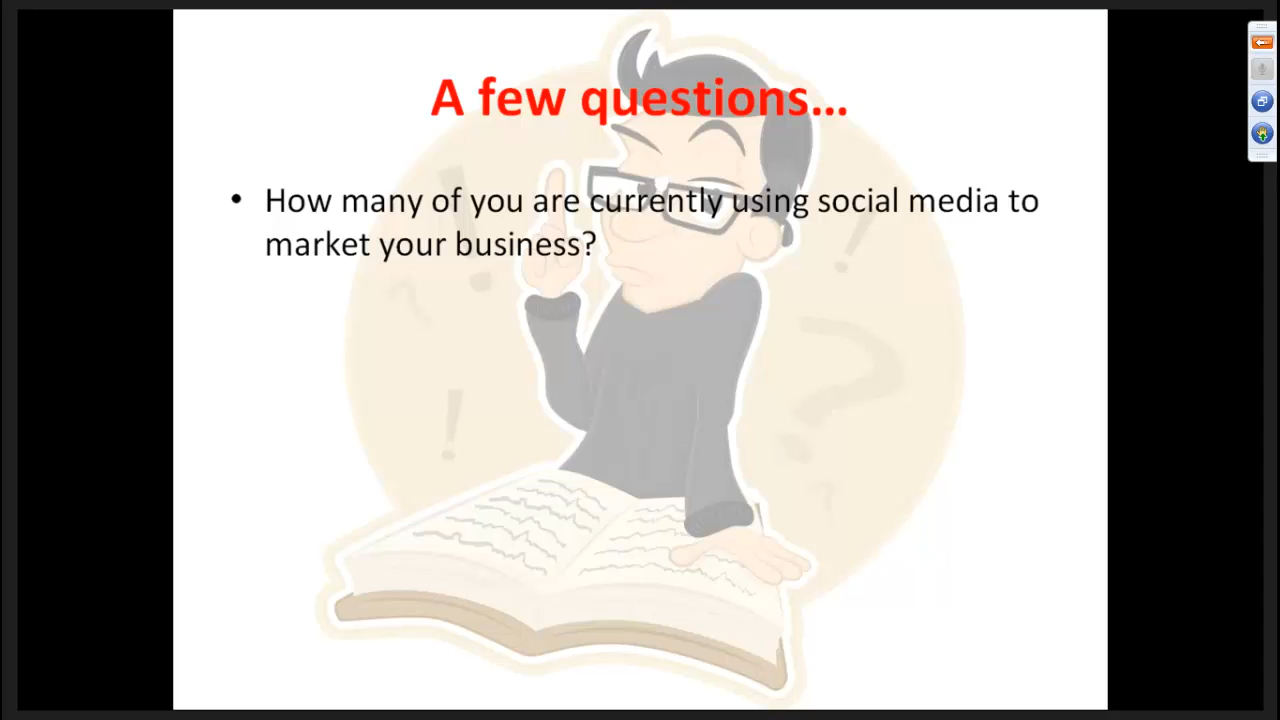 A few questions...
• How many of you are currently using social media to
market your business?